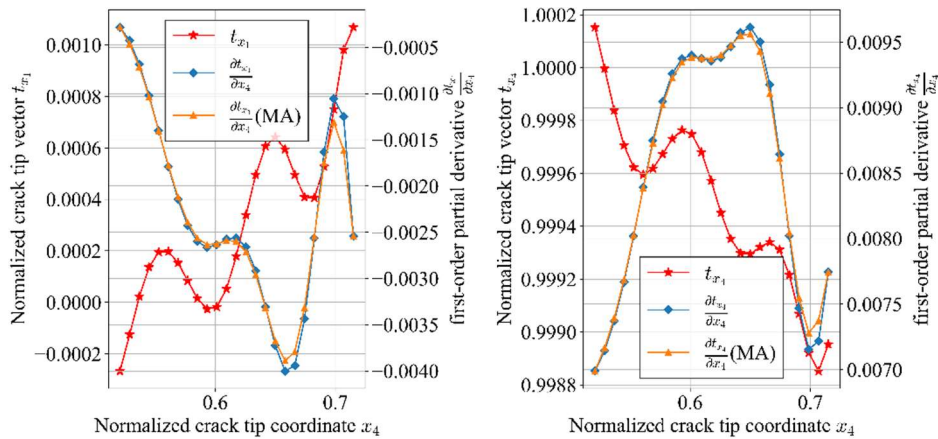 0.0010
0.0008
0.0006
0.0004
0.0002
0.0000
−0.0002
Normalized crack tip vector t_{x_1}
t_{x_1}
∂t_{x_1}/∂x_4
∂t_{x_1}/∂x_4(MA)
−0.0005
−0.0010
−0.0015
−0.0020
−0.0025
−0.0030
−0.0035
−0.0040
first-order partial derivative ∂t_{x_1}/∂x_4
0.6
0.7
Normalized crack tip coordinate x_4
1.0002
1.0000
0.9998
0.9996
0.9994
0.9992
0.9990
0.9988
Normalized crack tip vector t_{x_4}
t_{x_4}
∂t_{x_4}/∂x_4
∂t_{x_4}/∂x_4(MA)
0.0095
0.0090
0.0085
0.0080
0.0075
0.0070
first-order partial derivative ∂t_{x_4}/∂x_4
0.6
0.7
Normalized crack tip coordinate x_4